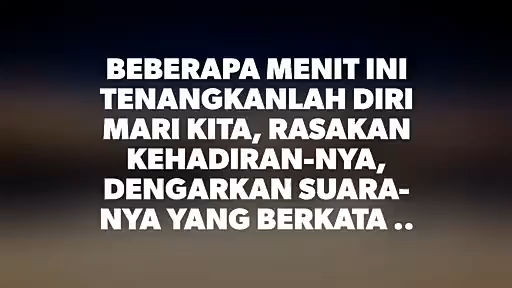 BEBERAPA MENIT INI
TENANGKANLAH DIRI
MARI KITA, RASAKAN
KEHADIRAN-NYA,
DENGARKAN SUARA-
NYA YANG BERKATA ..